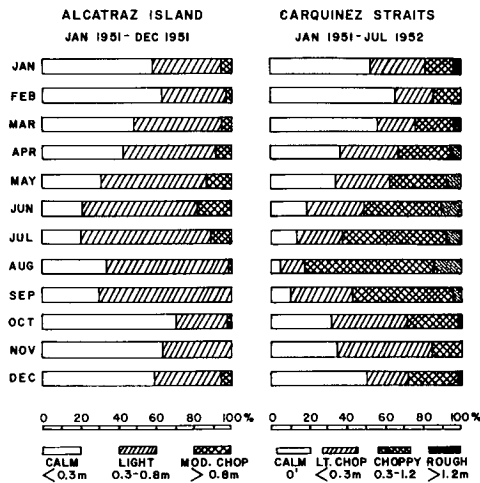 ALCATRAZ ISLAND
JAN 1951 - DEC 1951
CARQUINEZ STRAITS
JAN 1951 - JUL 1952
JAN
FEB
MAR
APR
MAY
JUN
JUL
AUG
SEP
OCT
NOV
DEC
0 20 40 60 80 100%
0 20 40 60 80 100%
CALM LIGHT MOD. CHOP
<0.3m 0.3-0.8m >0.8m
CALM LT. CHOP CHOPPY ROUGH
0' <0.3m 0.3-1.2 >1.2m